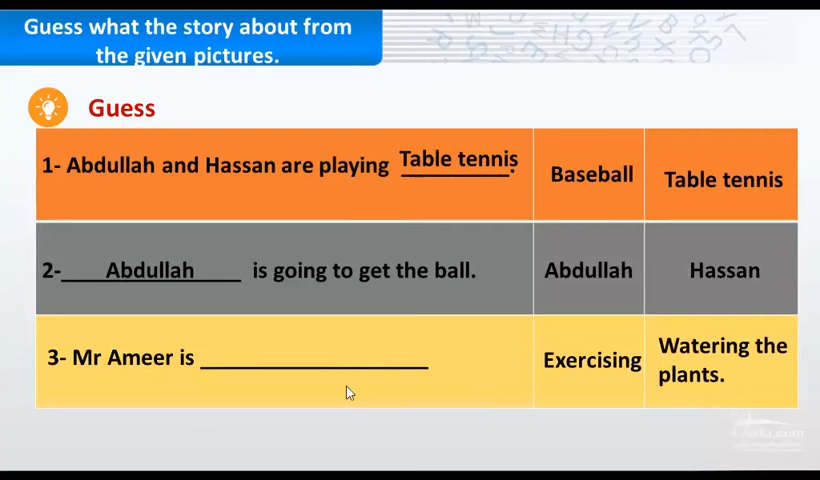 Guess what the story about from
the given pictures.
Guess
1- Abdullah and Hassan are playing Table tennis.
Baseball
Table tennis
2- Abdullah is going to get the ball.
Abdullah
Hassan
3- Mr Ameer is ____________________
Exercising
Watering the
plants.